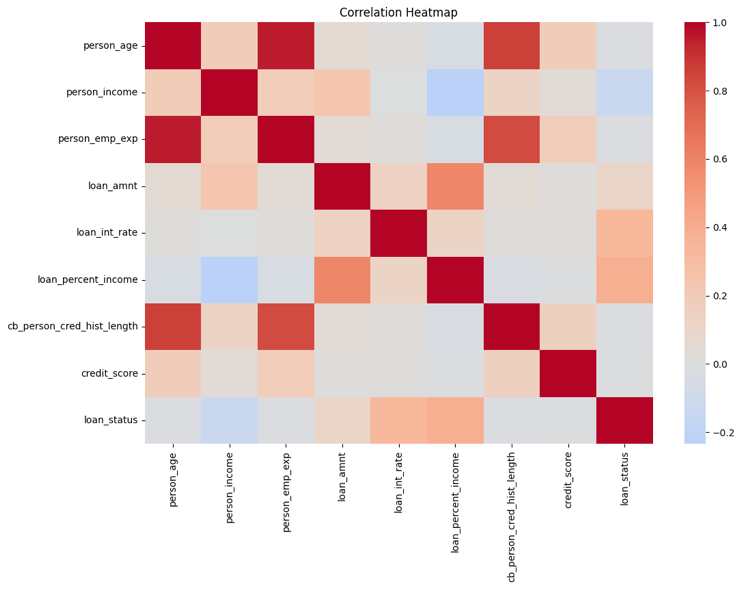 Correlation Heatmap
person_age
person_income
person_emp_exp
loan_amnt
loan_int_rate
loan_percent_income
cb_person_cred_hist_length
credit_score
loan_status
person_age
person_income
person_emp_exp
loan_amnt
loan_int_rate
loan_percent_income
cb_person_cred_hist_length
credit_score
loan_status
1.0
0.8
0.6
0.4
0.2
0.0
−0.2